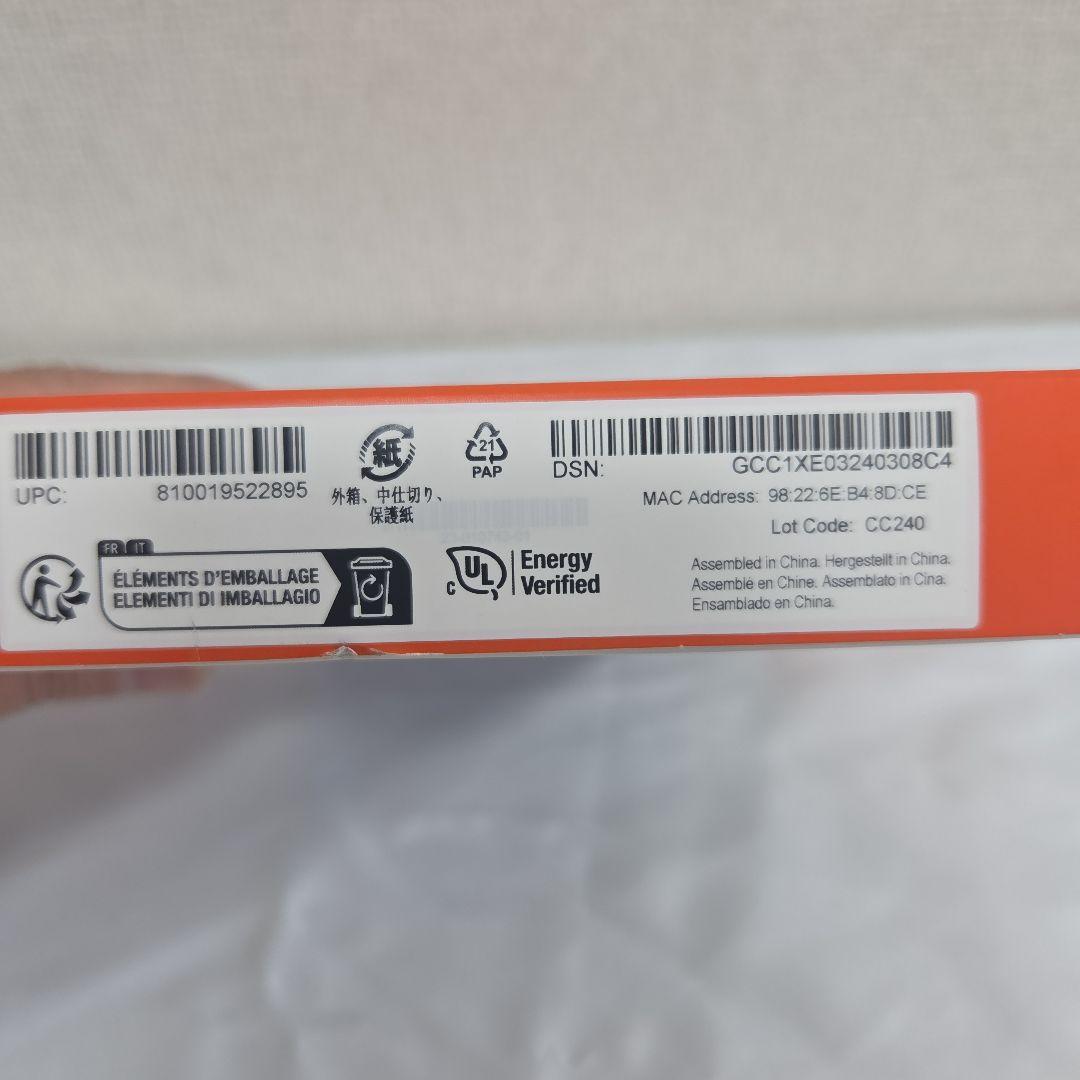 UPC: 810019522895
紙
外箱、中仕切り、
保護紙
21
PAP
DSN: GCC1XE03240308C4
MAC Address: 98:22:6E:B4:8D:CE
Lot Code: CC240
FR IT
ÉLÉMENTS D'EMBALLAGE
ELEMENTI DI IMBALLAGIO
c UL Energy
Verified
Assembled in China. Hergestellt in China.
Assemblé en Chine. Assemblato in Cina.
Ensamblado en China.